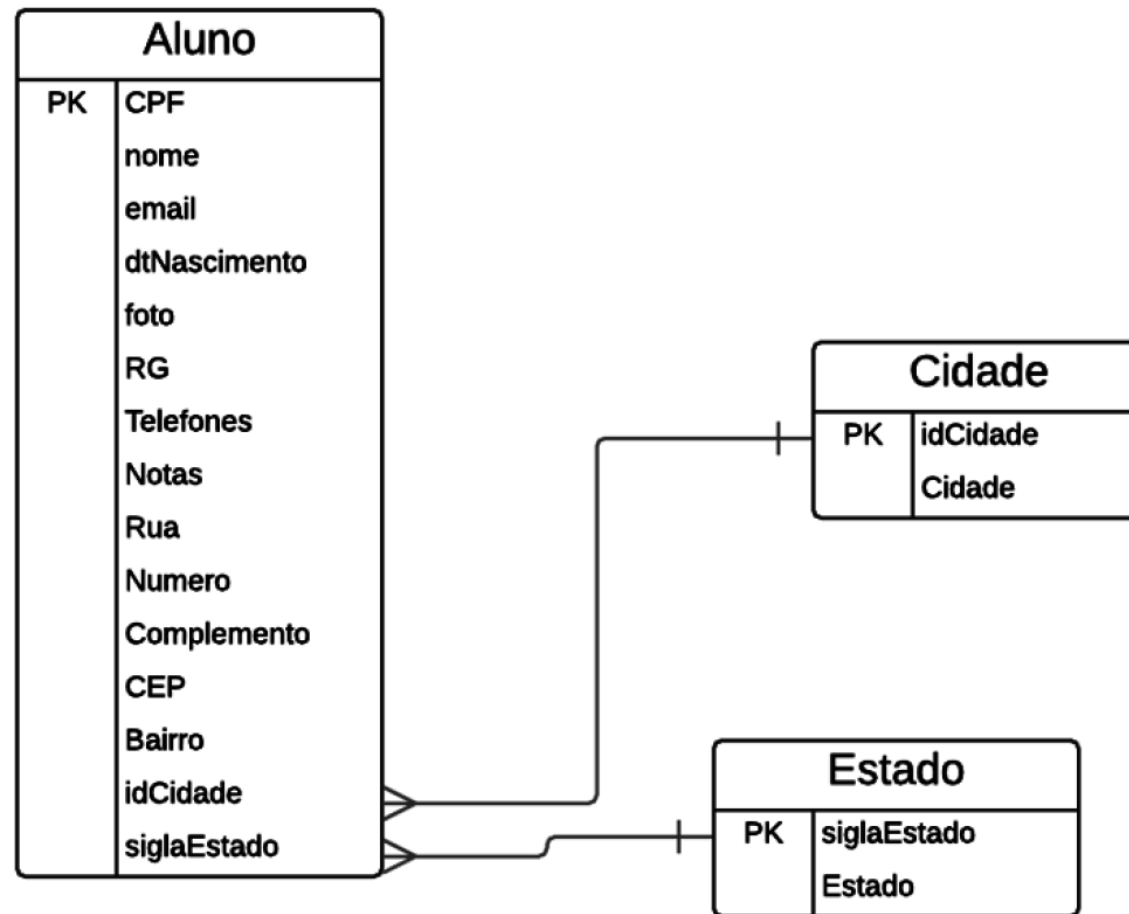 Aluno
PK CPF
nome
email
dtNascimento
foto
RG
Telefones
Notas
Rua
Numero
Complemento
CEP
Bairro
idCidade
siglaEstado
Cidade
PK idCidade
Cidade
Estado
PK siglaEstado
Estado